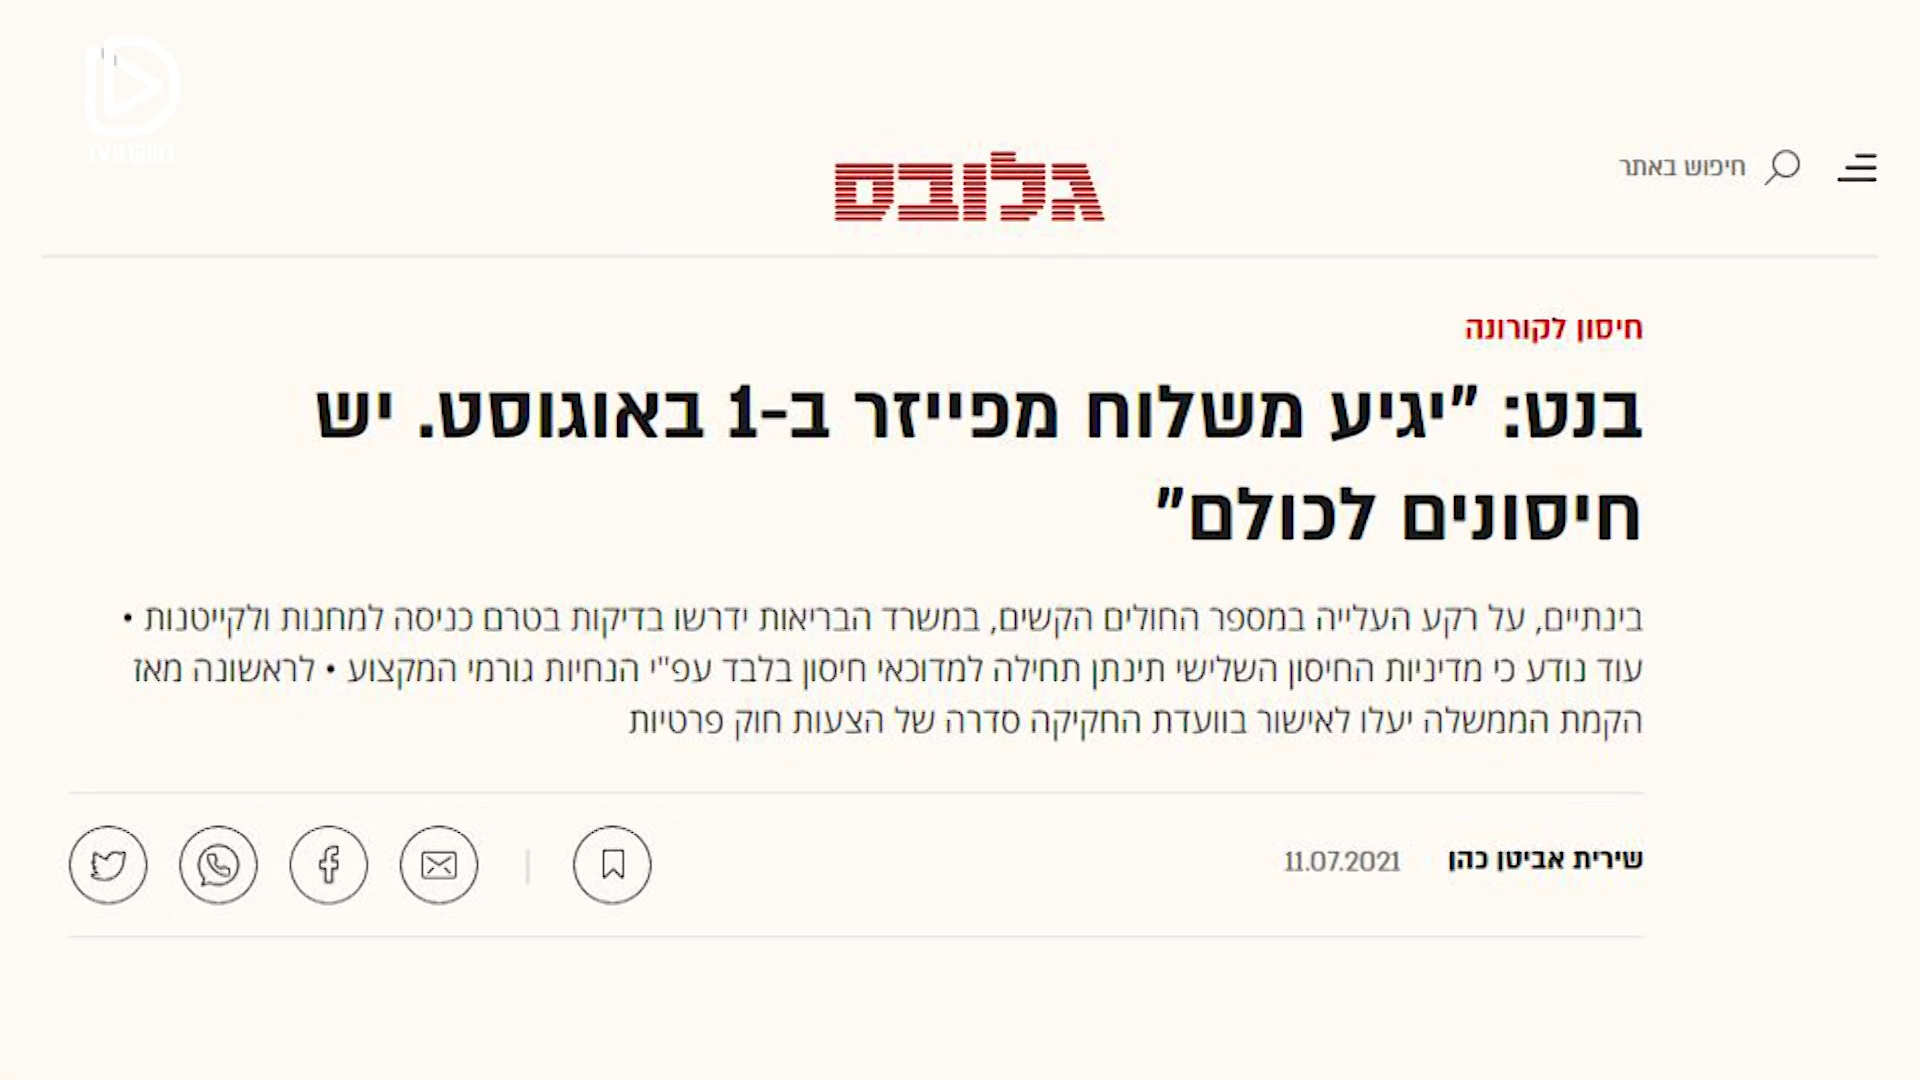 דמוקרט TV
גלובס
חיפוש באתר
חיסון לקורונה
בנט: "יגיע משלוח מפייזר ב-1 באוגוסט. יש
חיסונים לכולם"
בינתיים, על רקע העלייה במספר החולים הקשים, במשרד הבריאות ידרשו בדיקות בטרם כניסה למחנות ולקייטנות •
עוד נודע כי מדיניות החיסון השלישי תינתן תחילה למדוכאי חיסון בלבד עפ"י הנחיות גורמי המקצוע • לראשונה מאז
הקמת הממשלה יעלו לאישור בוועדת החקיקה סדרה של הצעות חוק פרטיות
שירית אביטן כהן 11.07.2021